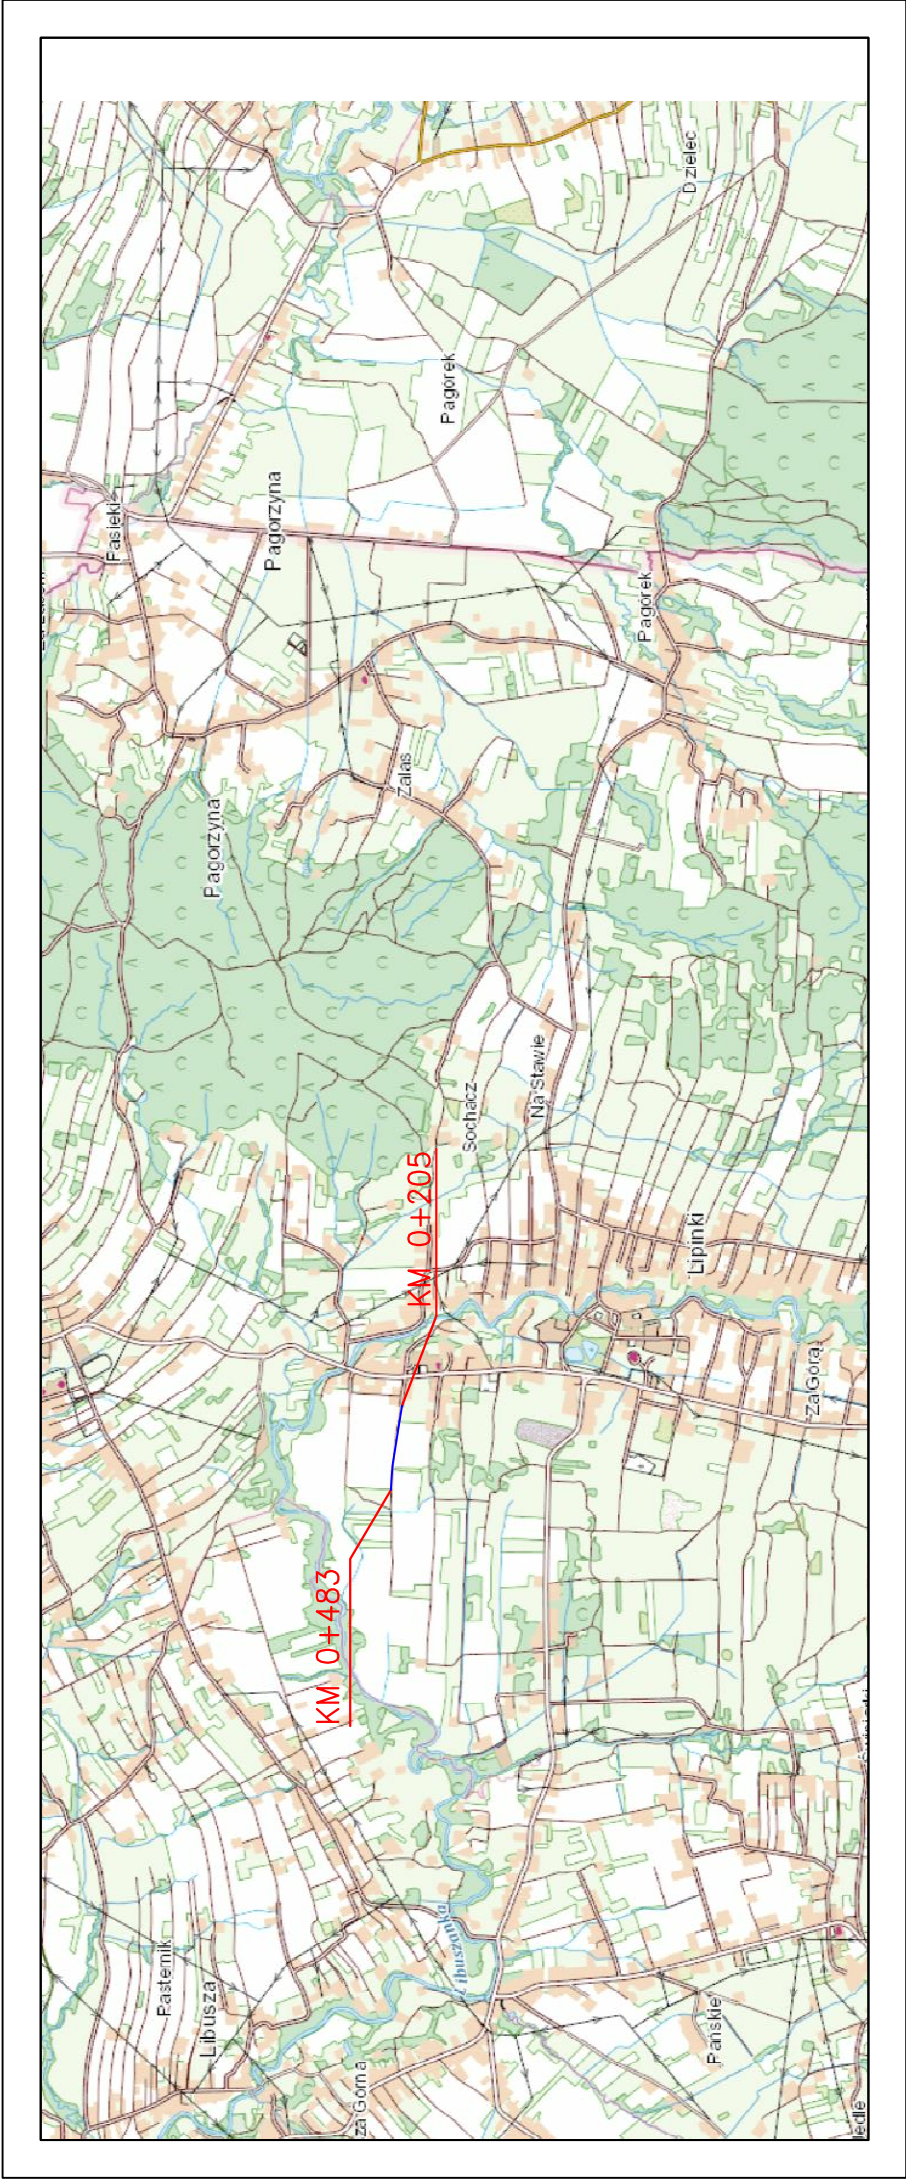 Dzielec
Pagórek
Pasieki
Pagorzyna
Pagórek
Zalas
Pagorzyna
Na Stawie
Sochacz
KM 0+205
Lipinki
Za Górą
KM 0+483
Libuszanka
Pasternik
Libusza
Pańskie
za Górna
iedle